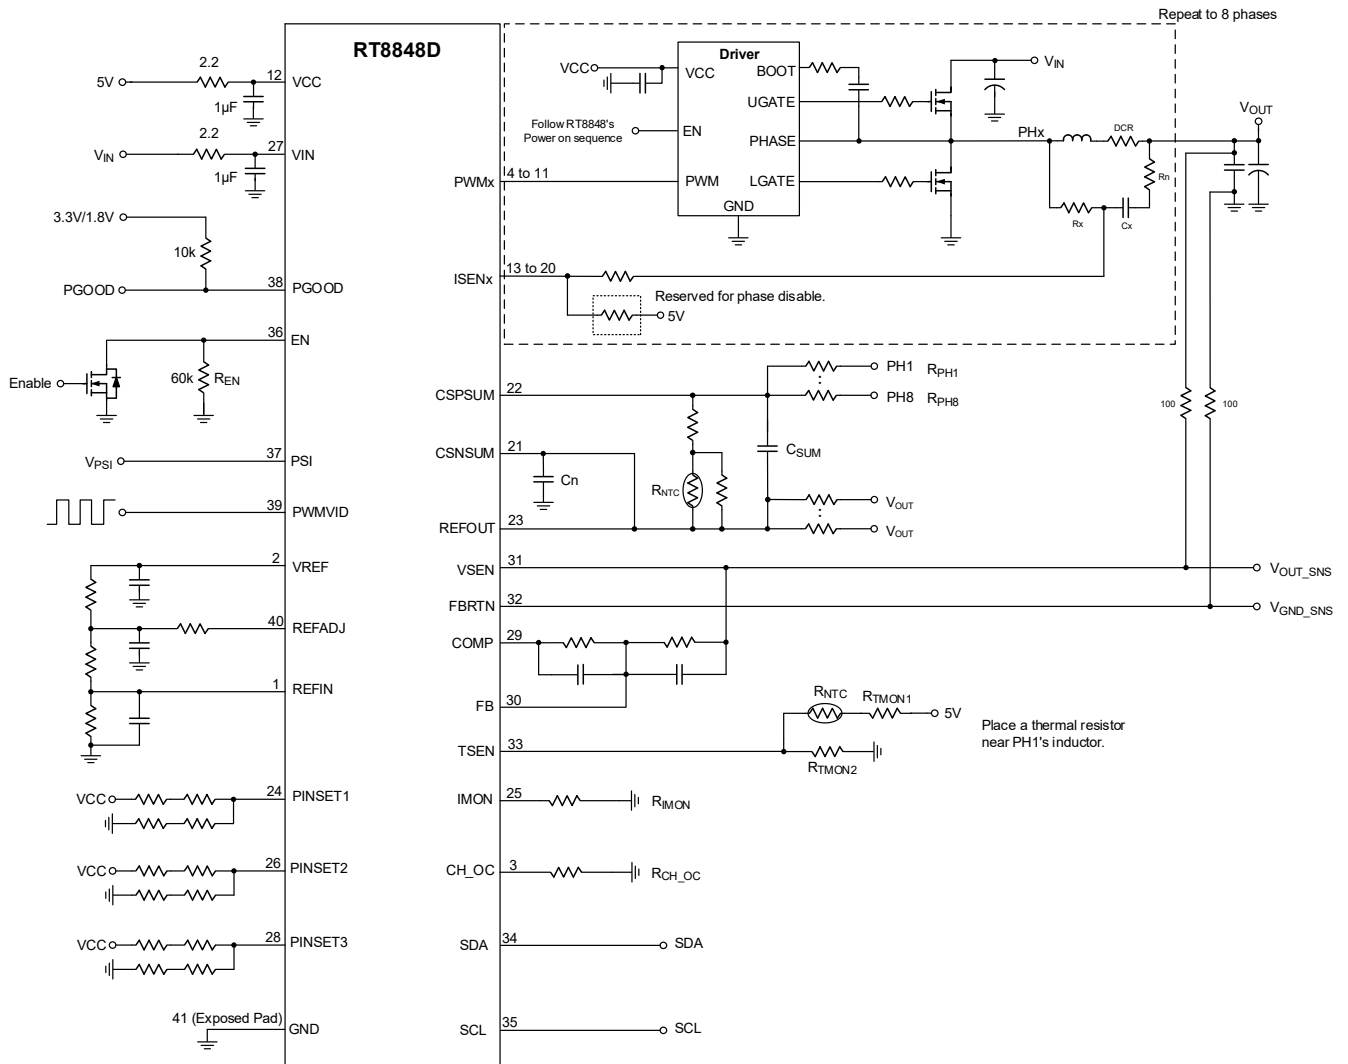 Repeat to 8 phases
RT8848D
5V
2.2
12
VCC
1µF
VIN
2.2
27
VIN
1µF
3.3V/1.8V
10k
PGOOD
38
PGOOD
36
EN
Enable
60k
REN
VPSI
37
PSI
39
PWMVID
2
VREF
40
REFADJ
1
REFIN
VCC
24
PINSET1
VCC
26
PINSET2
VCC
28
PINSET3
41 (Exposed Pad)
GND
Driver
VCC
VCC
BOOT
VIN
UGATE
Follow RT8848's
Power on sequence
EN
PHASE
PHx
DCR
VOUT
PWMx
4 to 11
PWM
LGATE
GND
Rn
Rx
Cx
ISENx
13 to 20
Reserved for phase disable.
5V
CSPSUM
22
PH1
RPH1
PH8
RPH8
100
100
CSNSUM
21
Cn
RNTC
CSUM
VOUT
REFOUT
23
VOUT
VSEN
31
VOUT_SNS
FBRTN
32
VGND_SNS
COMP
29
FB
30
RNTC
RTMON1
5V
Place a thermal resistor
near PH1's inductor.
TSEN
33
RTMON2
IMON
25
RIMON
CH_OC
3
RCH_OC
SDA
34
SDA
SCL
35
SCL